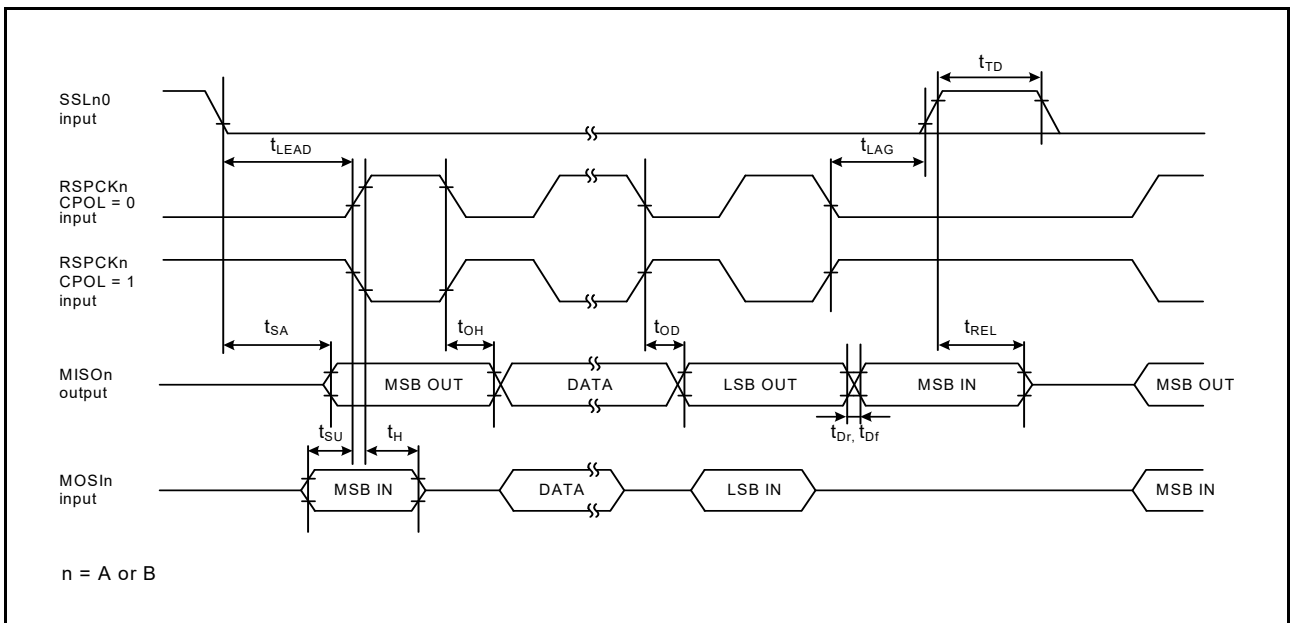 tTD
SSLn0
input
tLEAD
tLAG
RSPCKn
CPOL = 0
input
RSPCKn
CPOL = 1
input
tSA
tOH
tOD
tREL
MISOn
output
MSB OUT
DATA
LSB OUT
MSB IN
MSB OUT
tSU
tH
tDr, tDf
MOSIn
input
MSB IN
DATA
LSB IN
MSB IN
n = A or B